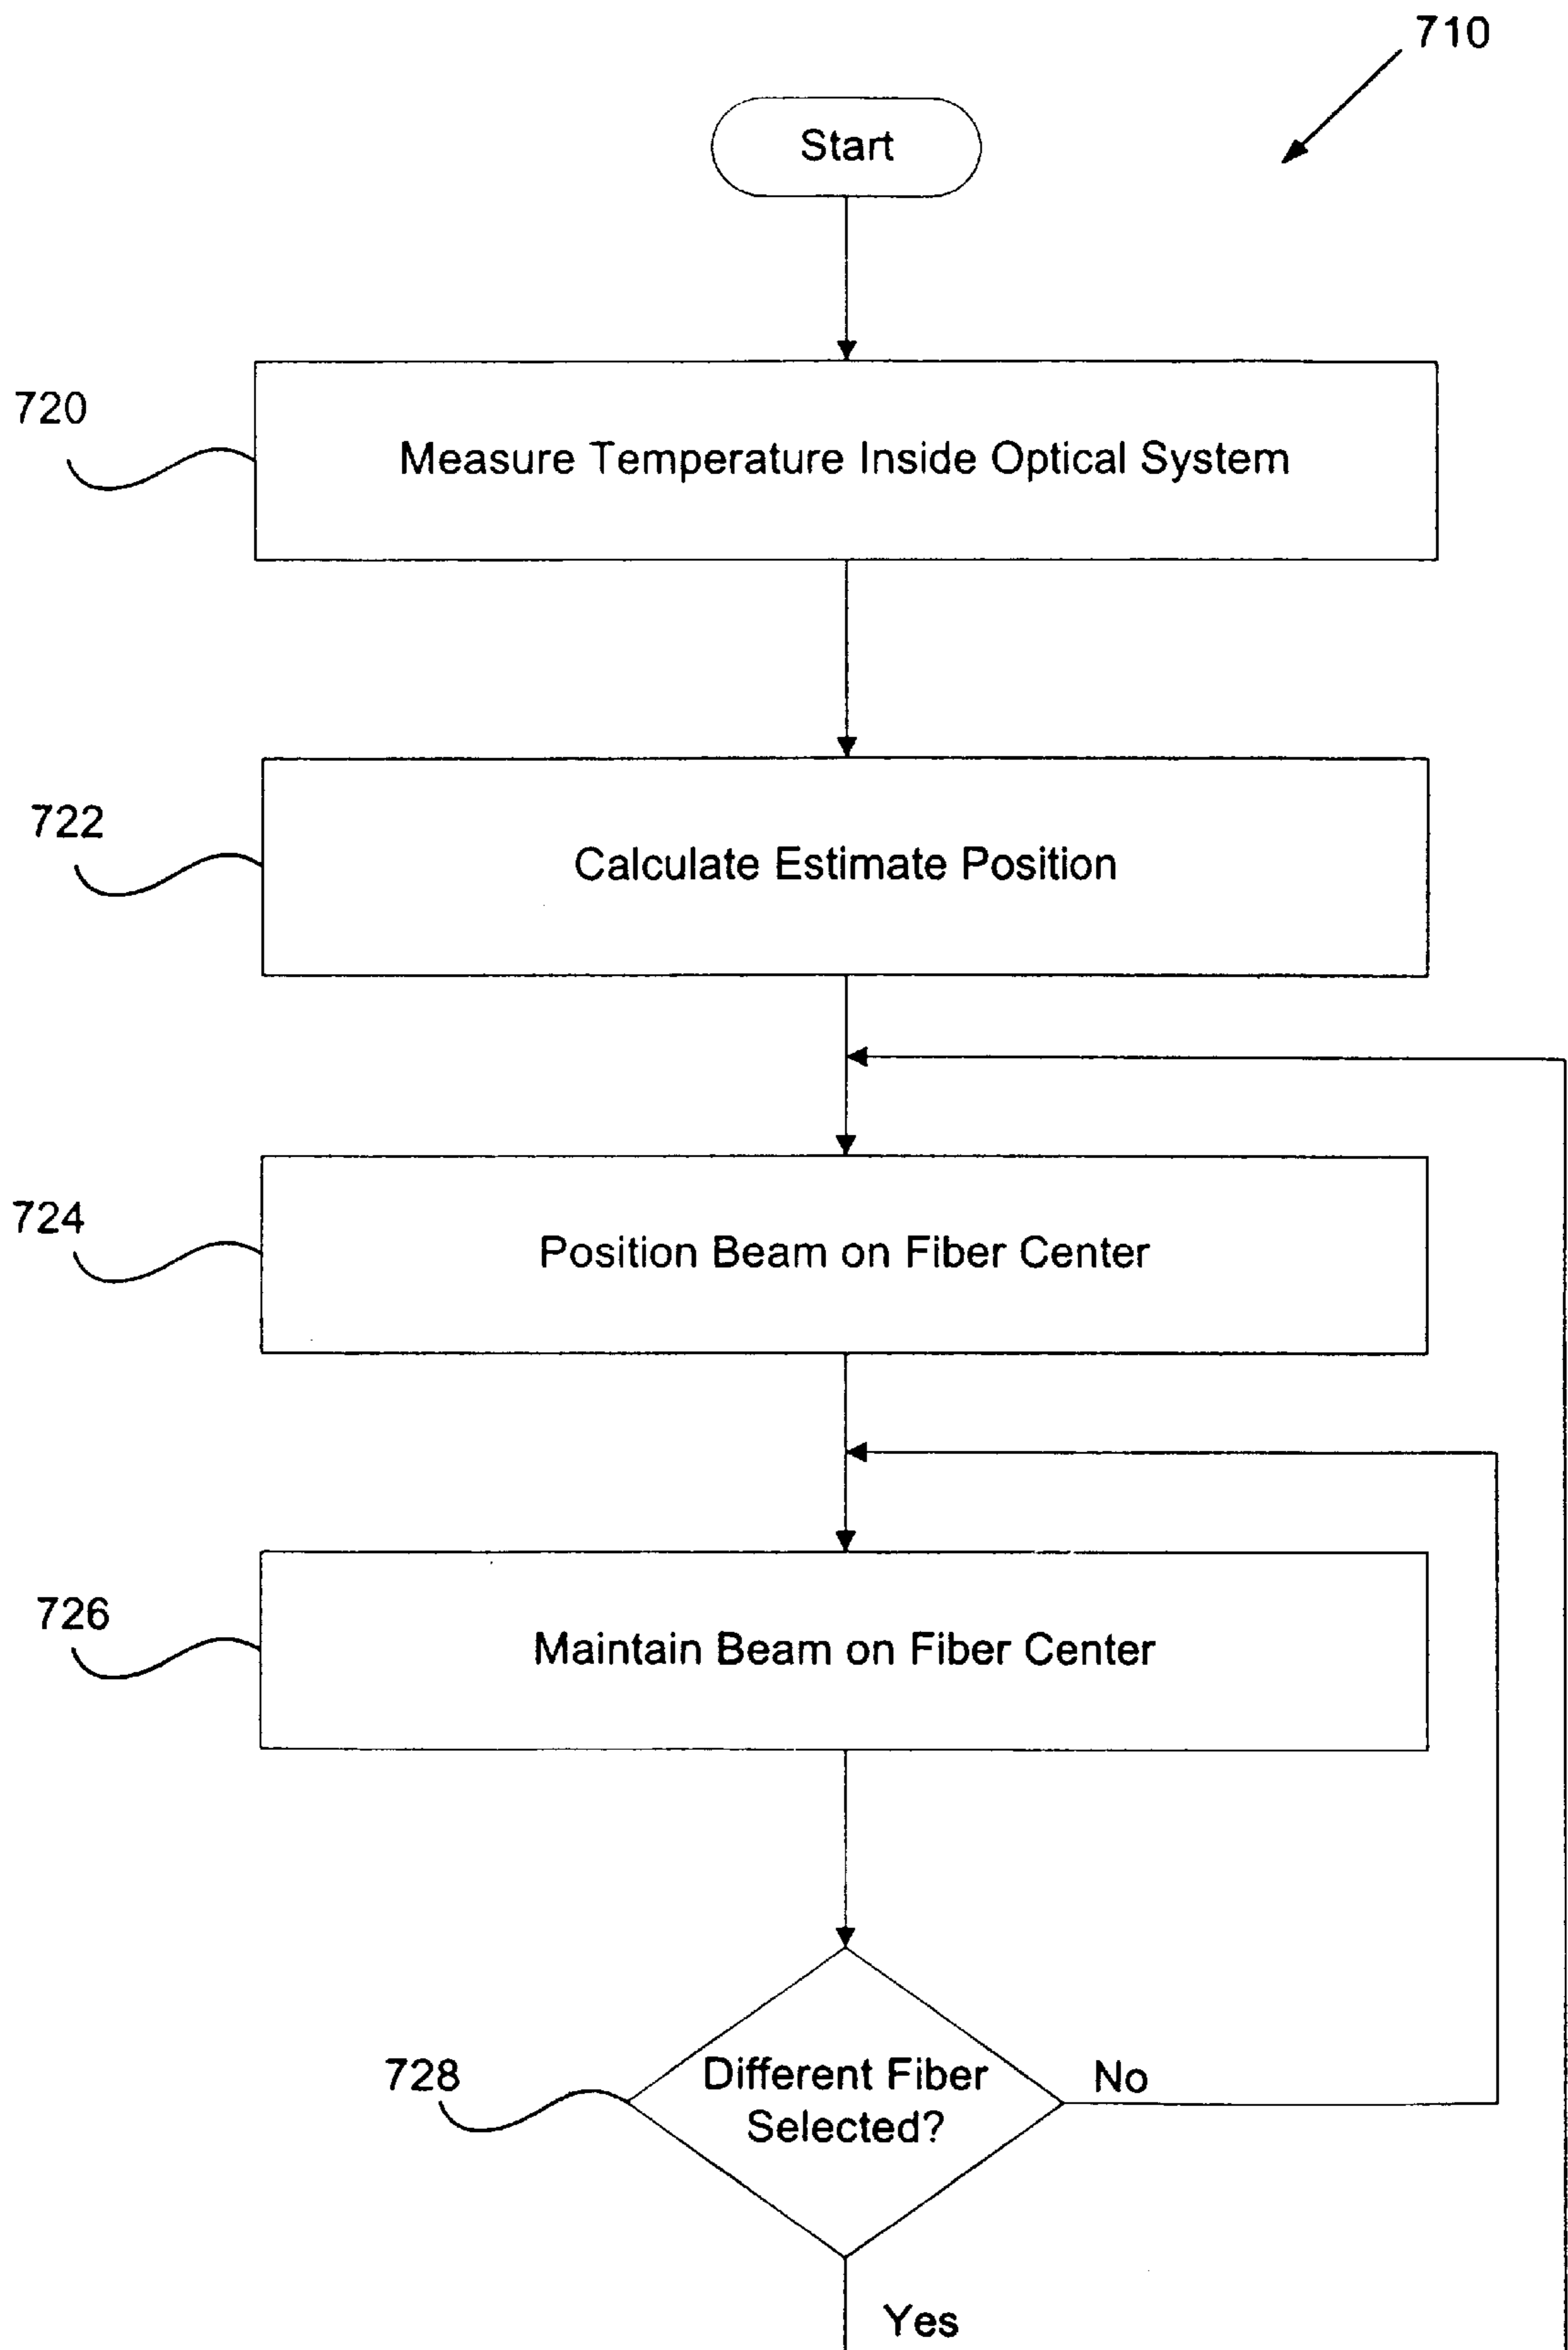 710
Start
720
Measure Temperature Inside Optical System
722
Calculate Estimate Position
724
Position Beam on Fiber Center
726
Maintain Beam on Fiber Center
728
Different Fiber
Selected?
No
Yes